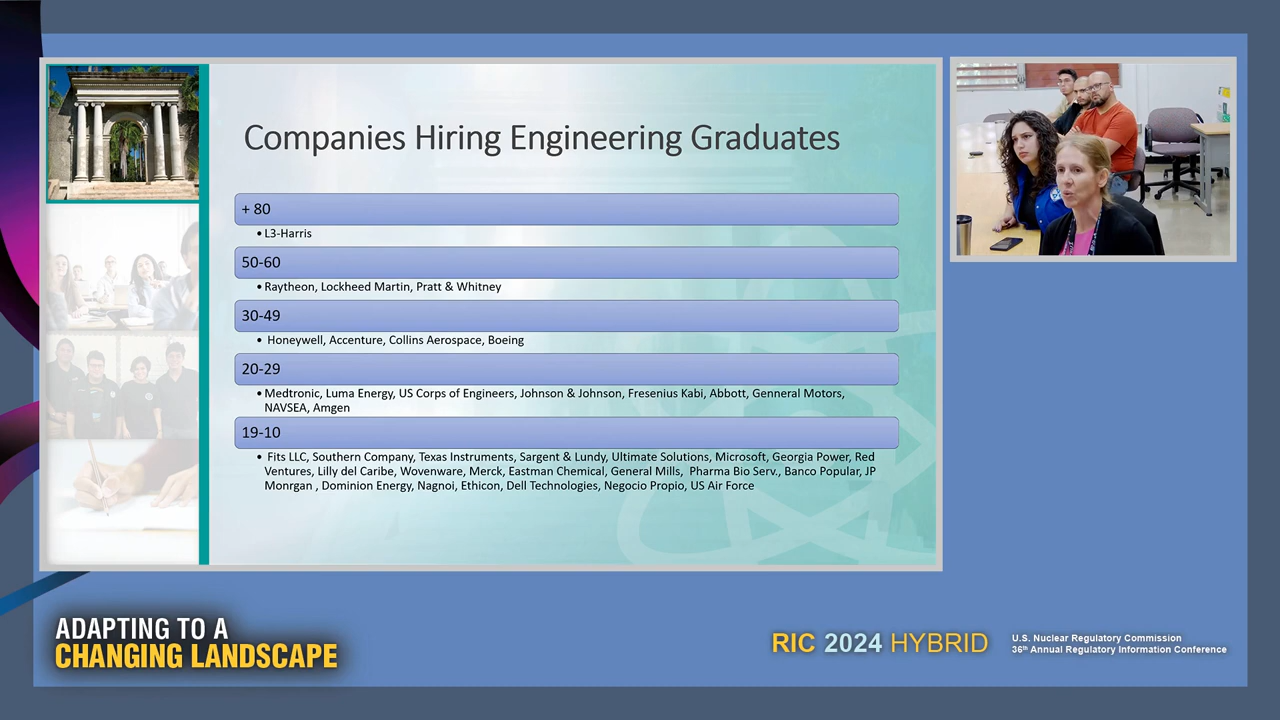 Companies Hiring Engineering Graduates
+ 80
• L3-Harris
50-60
• Raytheon, Lockheed Martin, Pratt & Whitney
30-49
• Honeywell, Accenture, Collins Aerospace, Boeing
20-29
• Medtronic, Luma Energy, US Corps of Engineers, Johnson & Johnson, Fresenius Kabi, Abbott, Genneral Motors,
NAVSEA, Amgen
19-10
• Fits LLC, Southern Company, Texas Instruments, Sargent & Lundy, Ultimate Solutions, Microsoft, Georgia Power, Red
Ventures, Lilly del Caribe, Wovenware, Merck, Eastman Chemical, General Mills, Pharma Bio Serv., Banco Popular, JP
Monrgan , Dominion Energy, Nagnoi, Ethicon, Dell Technologies, Negocio Propio, US Air Force
ADAPTING TO A
CHANGING LANDSCAPE
RIC 2024 HYBRID
U.S. Nuclear Regulatory Commission
36th Annual Regulatory Information Conference